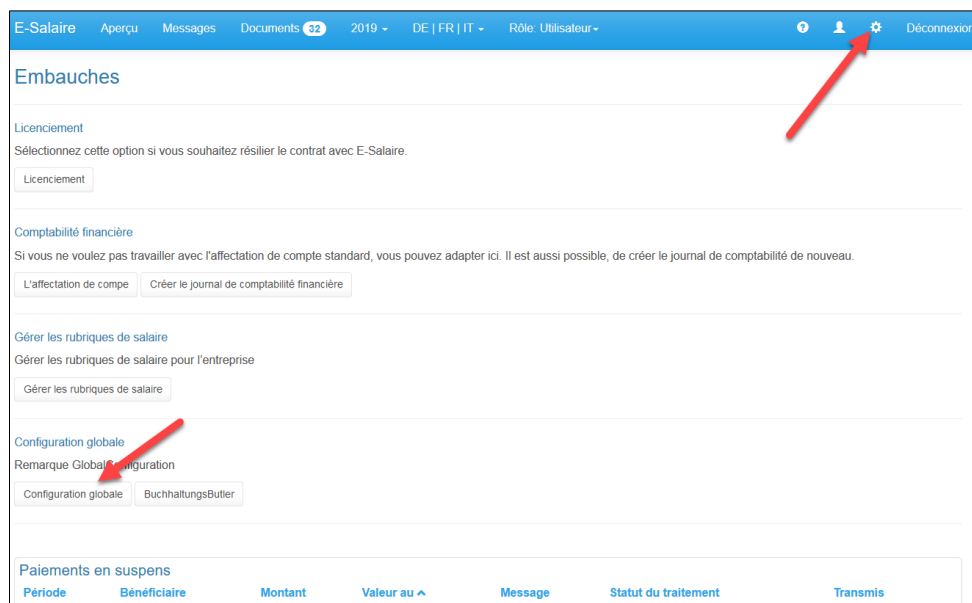 E-Salaire Aperçu Messages Documents 32 2019 DE | FR | IT Rôle: Utilisateur Déconnexion
Embauches
Licenciement
Sélectionnez cette option si vous souhaitez résilier le contrat avec E-Salaire.
Licenciement
Comptabilité financière
Si vous ne voulez pas travailler avec l'affectation de compte standard, vous pouvez adapter ici. Il est aussi possible, de créer le journal de comptabilité de nouveau.
L'affectation de compe Créer le journal de comptabilité financière
Gérer les rubriques de salaire
Gérer les rubriques de salaire pour l'entreprise
Gérer les rubriques de salaire
Configuration globale
Remarque GlobalConfiguration
Configuration globale BuchhaltungsButler
Paiements en suspens
Période Bénéficiaire Montant Valeur au Message Statut du traitement Transmis